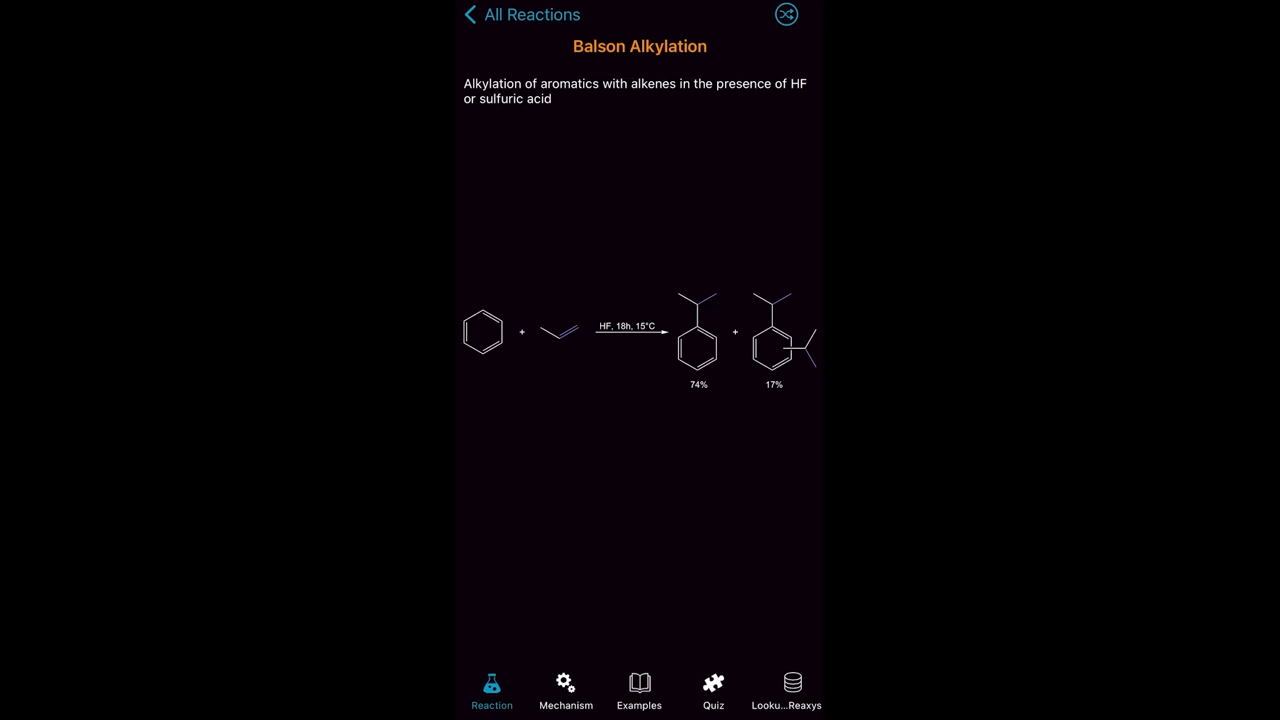 All Reactions
Balson Alkylation
Alkylation of aromatics with alkenes in the presence of HF
or sulfuric acid
+
HF, 18h, 15°C
+
74%
17%
Reaction
Mechanism
Examples
Quiz
Looku...Reaxys